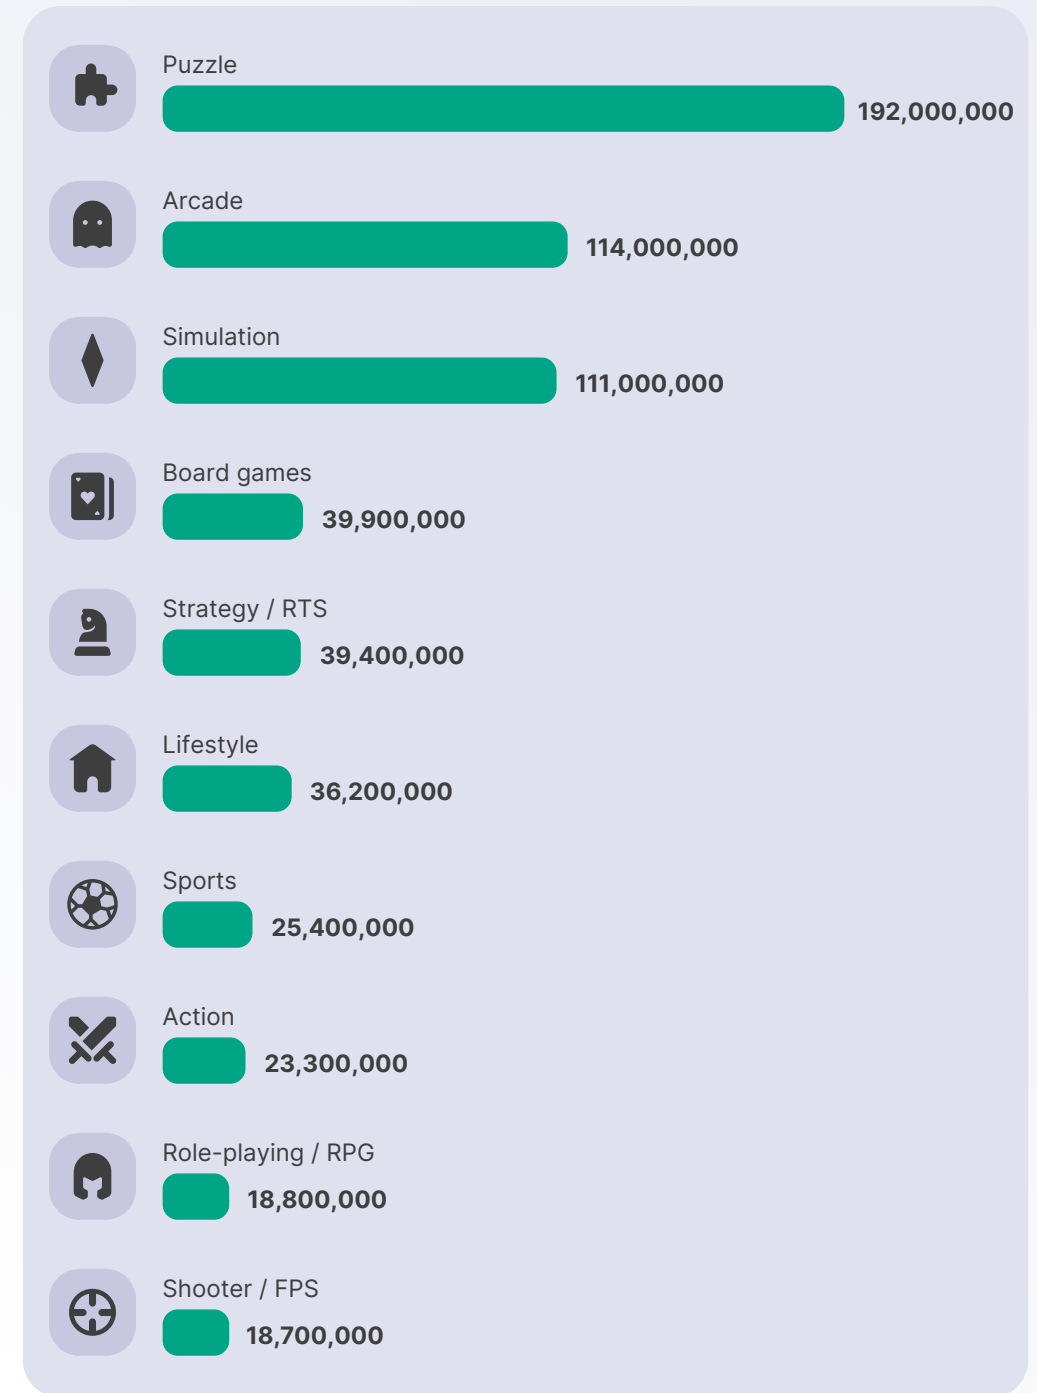 Puzzle
192,000,000
Arcade
114,000,000
Simulation
111,000,000
Board games
39,900,000
Strategy / RTS
39,400,000
Lifestyle
36,200,000
Sports
25,400,000
Action
23,300,000
Role-playing / RPG
18,800,000
Shooter / FPS
18,700,000